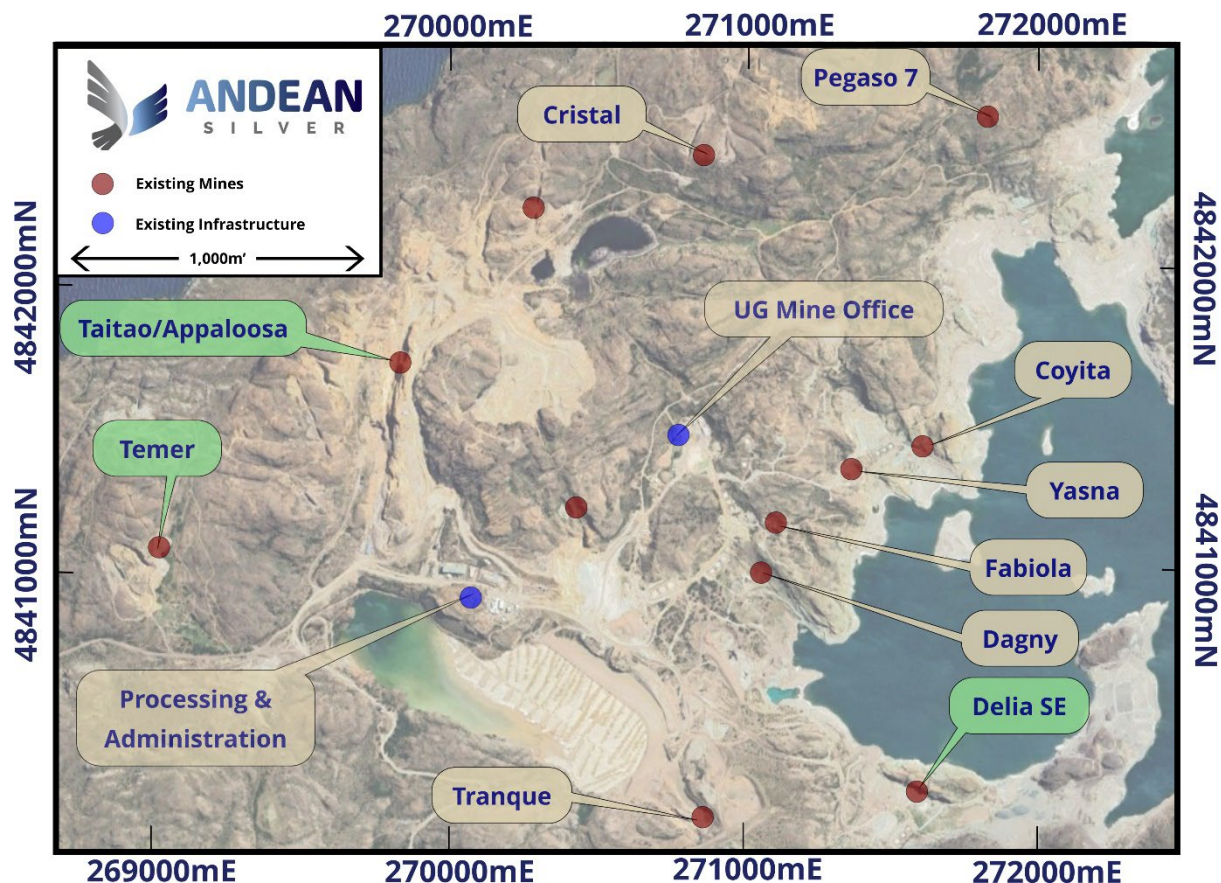 270000mE
271000mE
272000mE
ANDEAN
SILVER
Existing Mines
Existing Infrastructure
1,000m'
Pegaso 7
Cristal
4842000mN
4842000mN
UG Mine Office
Taitao/Appaloosa
Coyita
Temer
Yasna
4841000mN
4841000mN
Fabiola
Dagny
Processing &
Administration
Delia SE
Tranque
269000mE
270000mE
271000mE
272000mE